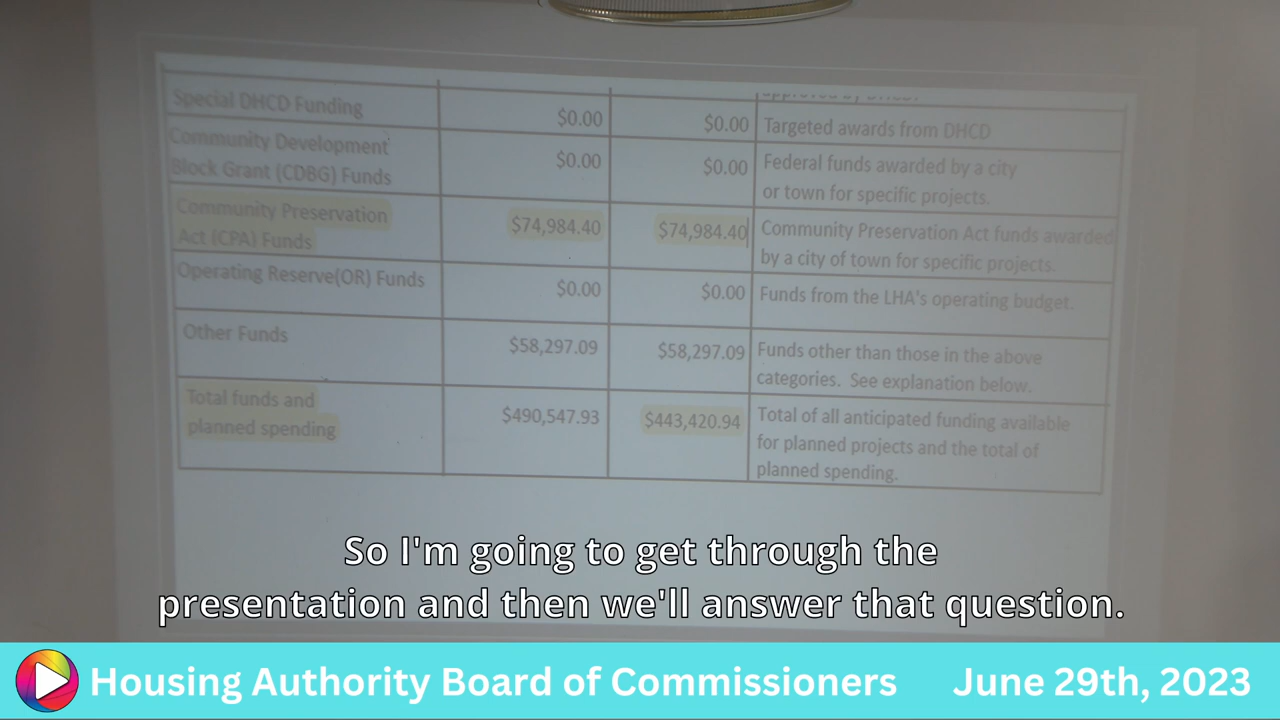 approved by DHCD.
Special DHCD Funding $0.00 $0.00 Targeted awards from DHCD
Community Development
Block Grant (CDBG) Funds
$0.00 $0.00
Federal funds awarded by a city
or town for specific projects.
Community Preservation
Act (CPA) Funds
$74,984.40 $74,984.40
Community Preservation Act funds awarded
by a city of town for specific projects.
Operating Reserve(OR) Funds $0.00 $0.00 Funds from the LHA's operating budget.
Other Funds $58,297.09 $58,297.09
Funds other than those in the above
categories. See explanation below.
Total funds and
planned spending
$490,547.93 $443,420.94
Total of all anticipated funding available
for planned projects and the total of
planned spending.
So I'm going to get through the
presentation and then we'll answer that question.
Housing Authority Board of Commissioners June 29th, 2023